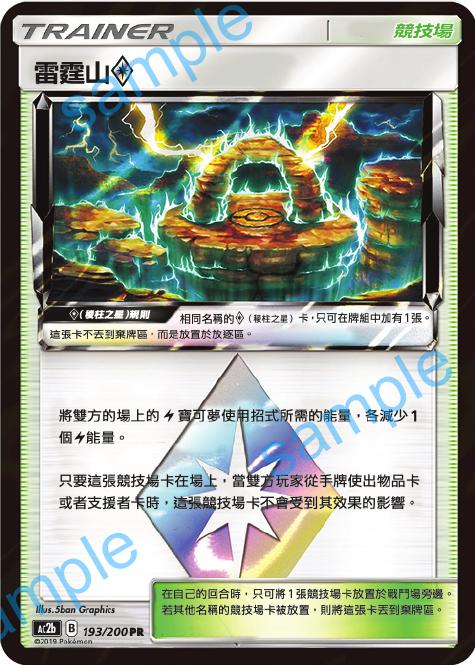 TRAINER
競技場
雷霆山◇
sample
◇(稜柱之星)規則
相同名稱的◇(稜柱之星)卡,只可在牌組中加有1張。
這張卡不丟到棄牌區,而是放置於放逐區。
sample
將雙方的場上的⚡寶可夢使用招式所需的能量,各減少1
個⚡能量。
只要這張競技場卡在場上,當雙方玩家從手牌使出物品卡
或者支援者卡時,這張競技場卡不會受到其效果的影響。
sample
在自己的回合時,只可將1張競技場卡放置於戰鬥場旁邊。
若其他名稱的競技場卡被放置,則將這張卡丟到棄牌區。
Illus.5ban Graphics
AC2b B 193/200 PR
©2019 Pokémon